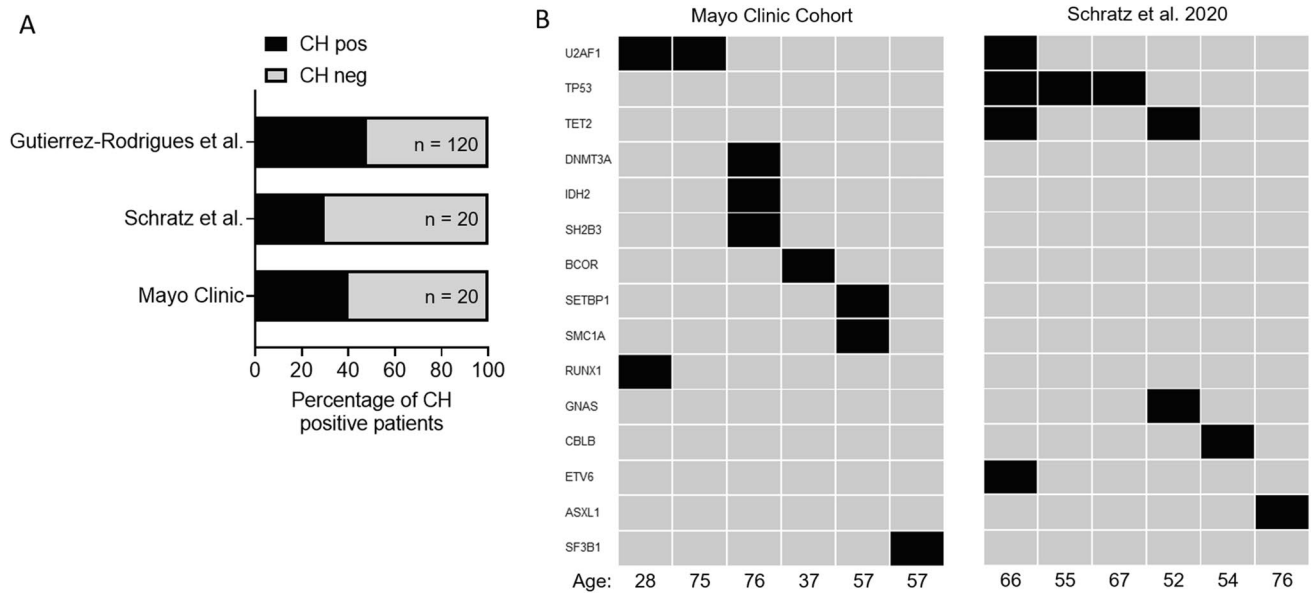 A
CH pos
CH neg
Gutierrez-Rodrigues et al.
n = 120
Schratz et al.
n = 20
Mayo Clinic
n = 20
0 20 40 60 80 100
Percentage of CH
positive patients
B
Mayo Clinic Cohort
Schratz et al. 2020
U2AF1
TP53
TET2
DNMT3A
IDH2
SH2B3
BCOR
SETBP1
SMC1A
RUNX1
GNAS
CBLB
ETV6
ASXL1
SF3B1
Age: 28 75 76 37 57 57 66 55 67 52 54 76